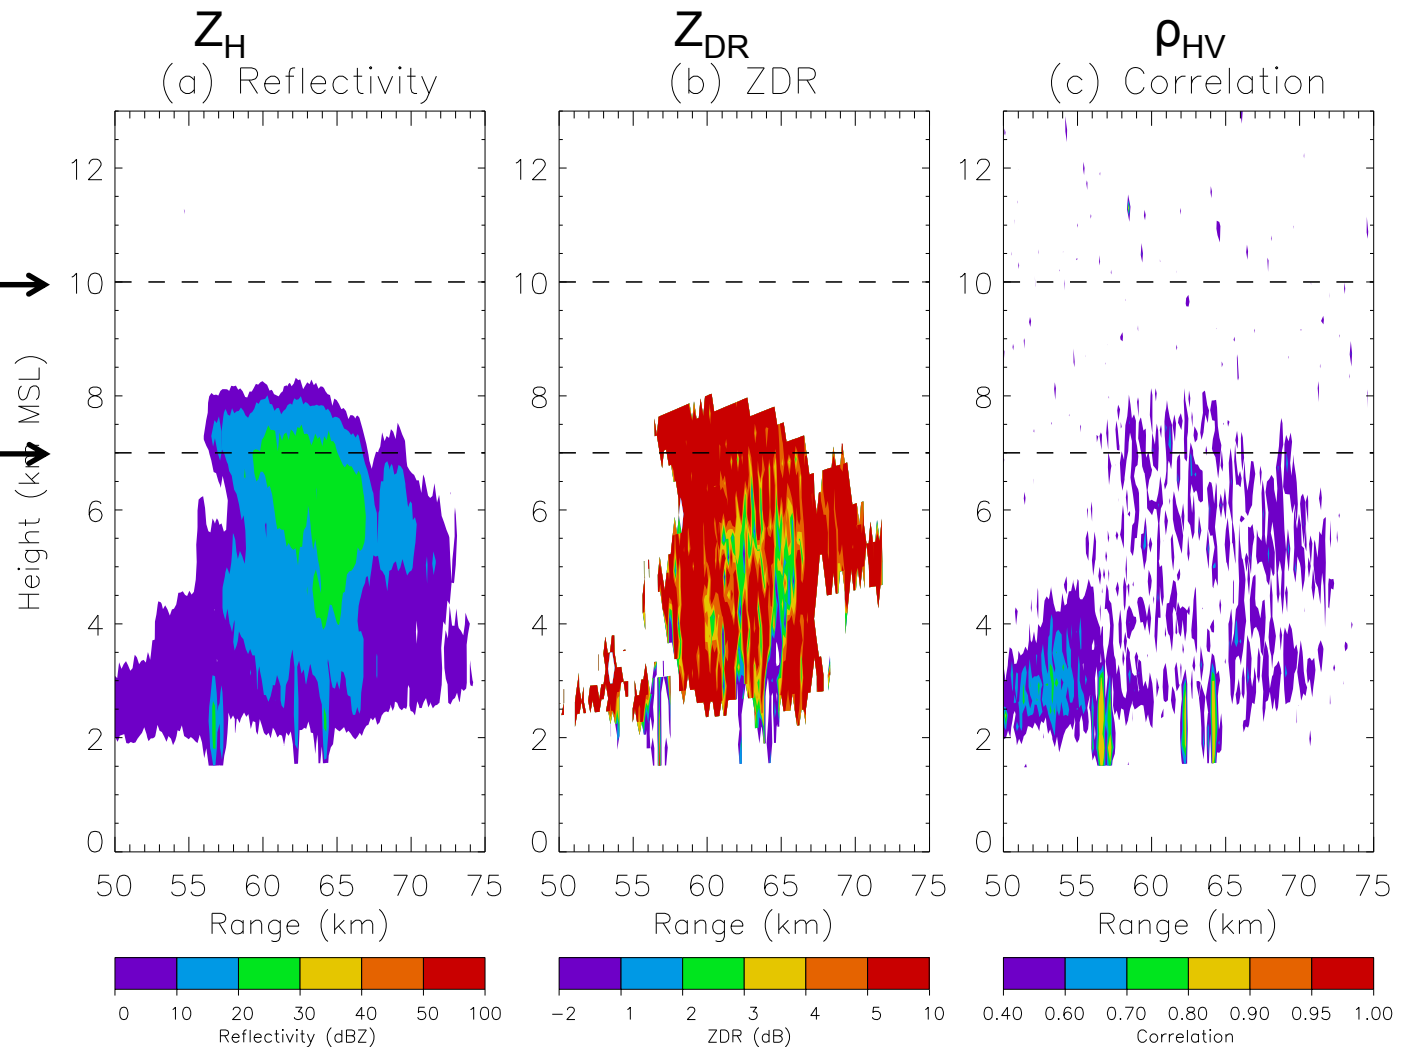 Z_H
Z_DR
ρ_HV
(a) Reflectivity
(b) ZDR
(c) Correlation
Height (km MSL)
12
10
8
6
4
2
0
12
10
8
6
4
2
0
12
10
8
6
4
2
0
50 55 60 65 70 75
50 55 60 65 70 75
50 55 60 65 70 75
Range (km)
Range (km)
Range (km)
0 10 20 30 40 50 100
Reflectivity (dBZ)
-2 1 2 3 4 5 10
ZDR (dB)
0.40 0.60 0.70 0.80 0.90 0.95 1.00
Correlation